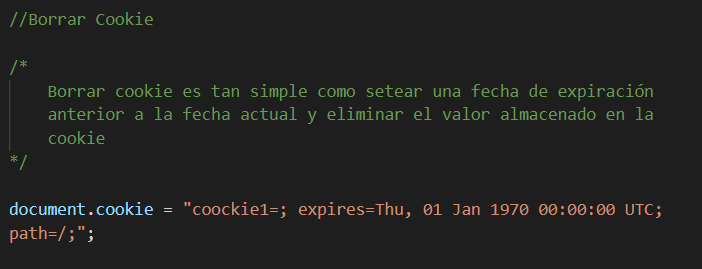 //Borrar Cookie
/*
Borrar cookie es tan simple como setear una fecha de expiración
anterior a la fecha actual y eliminar el valor almacenado en la
cookie
*/
document.cookie = "coockie1=; expires=Thu, 01 Jan 1970 00:00:00 UTC;
path=/;";